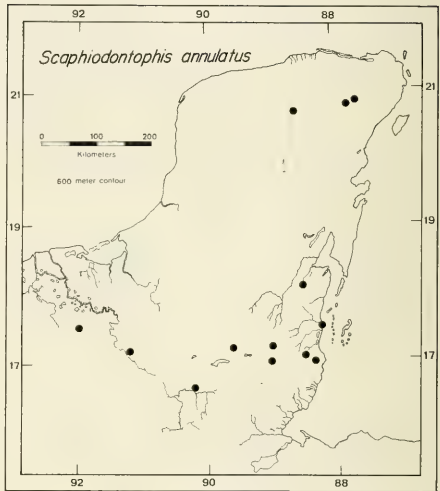 90 88
Scaphiodontophis annulatus
21 21
0 100 200
Kilometers
600 meter contour
19 19
17 17
92 90 88